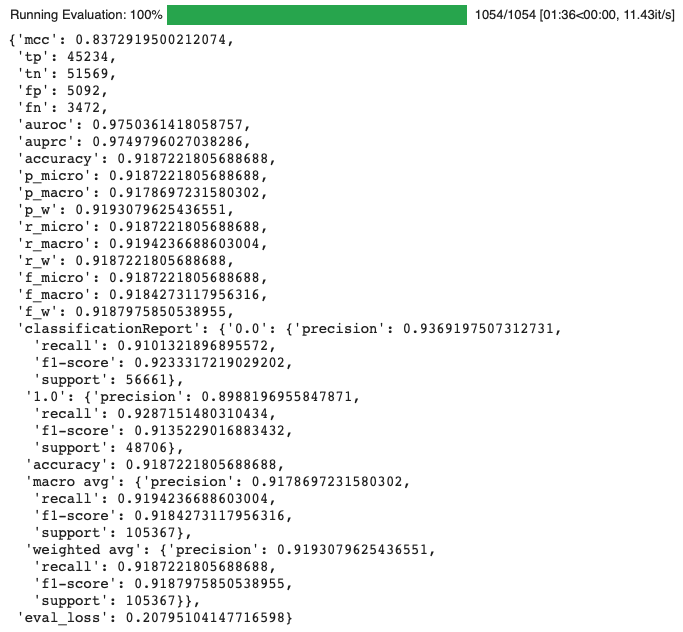 Running Evaluation: 100% 1054/1054 [01:36<00:00, 11.43it/s]
{'mcc': 0.8372919500212074,
'tp': 45234,
'tn': 51569,
'fp': 5092,
'fn': 3472,
'auroc': 0.9750361418058757,
'auprc': 0.9749796027038286,
'accuracy': 0.9187221805688688,
'p_micro': 0.9187221805688688,
'p_macro': 0.9178697231580302,
'p_w': 0.9193079625436551,
'r_micro': 0.9187221805688688,
'r_macro': 0.9194236688603004,
'r_w': 0.9187221805688688,
'f_micro': 0.9187221805688688,
'f_macro': 0.9184273117956316,
'f_w': 0.9187975850538955,
'classificationReport': {'0.0': {'precision': 0.9369197507312731,
'recall': 0.9101321896895572,
'f1-score': 0.9233317219029202,
'support': 56661},
'1.0': {'precision': 0.8988196955847871,
'recall': 0.9287151480310434,
'f1-score': 0.9135229016883432,
'support': 48706},
'accuracy': 0.9187221805688688,
'macro avg': {'precision': 0.9178697231580302,
'recall': 0.9194236688603004,
'f1-score': 0.9184273117956316,
'support': 105367},
'weighted avg': {'precision': 0.9193079625436551,
'recall': 0.9187221805688688,
'f1-score': 0.9187975850538955,
'support': 105367}},
'eval_loss': 0.20795104147716598}